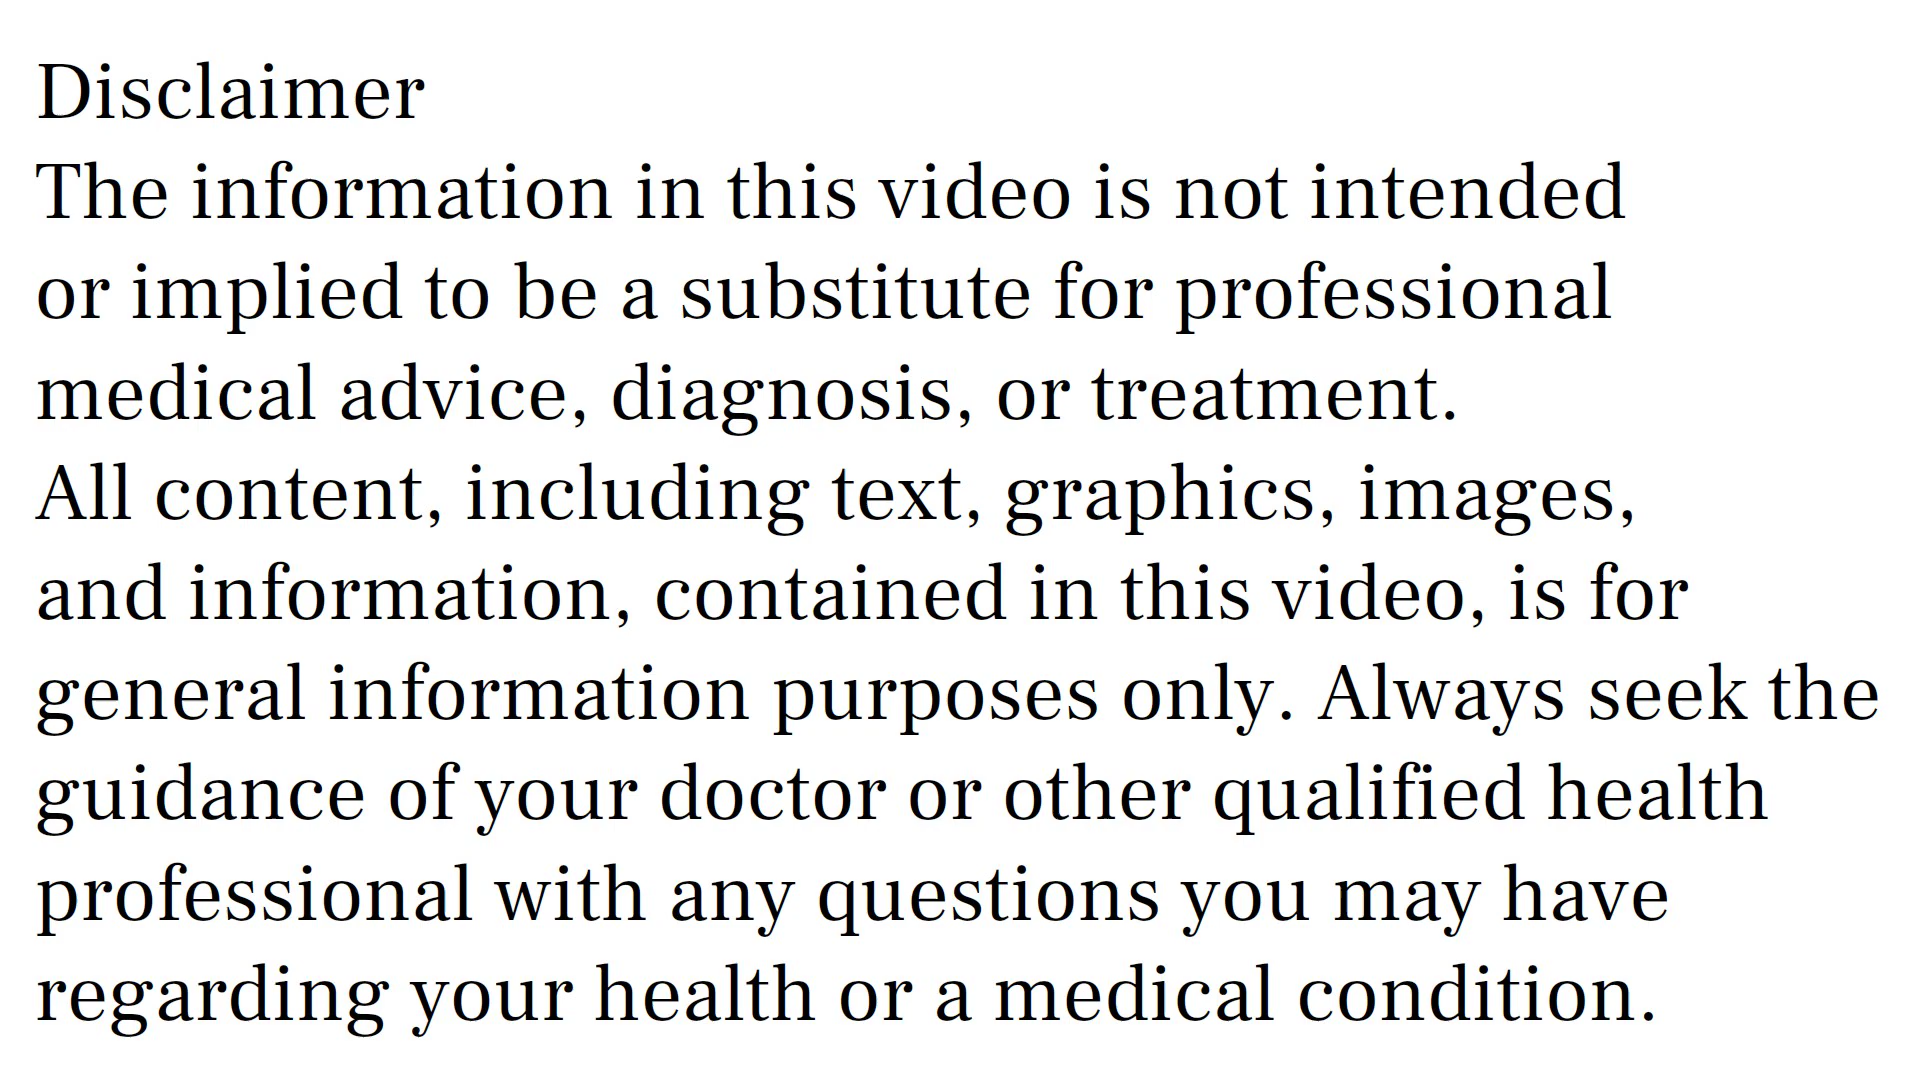 Disclaimer
The information in this video is not intended
or implied to be a substitute for professional
medical advice, diagnosis, or treatment.
All content, including text, graphics, images,
and information, contained in this video, is for
general information purposes only. Always seek the
guidance of your doctor or other qualified health
professional with any questions you may have
regarding your health or a medical condition.